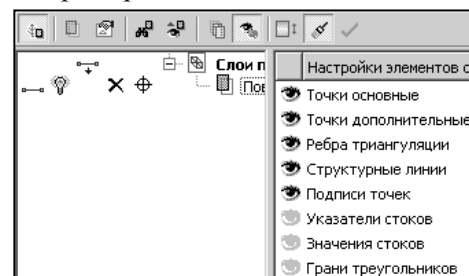 Слои п
Пов
Настройки элементов с
Точки основные
Точки дополнительные
Ребра триангуляции
Структурные линии
Подписи точек
Указатели стоков
Значения стоков
Грани треугольников